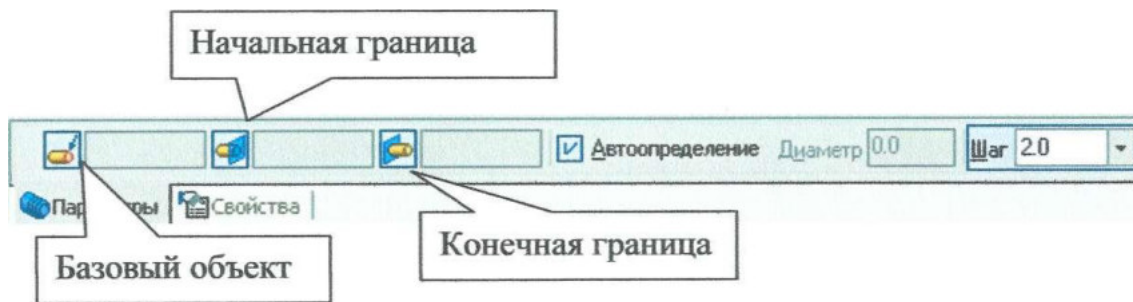 Начальная граница
Автоопределение Диаметр 0.0 Шаг 2.0
Свойства
Базовый объект
Конечная граница